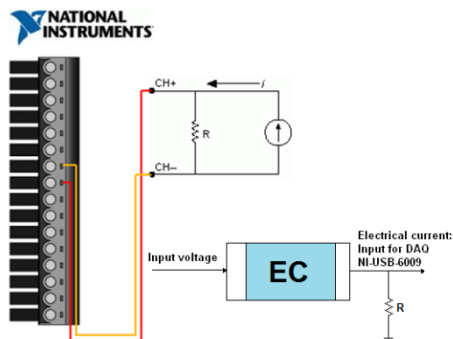 NATIONAL
INSTRUMENTS
CH+
i
R
CH–
Electrical current:
Input for DAQ
NI-USB-6009
Input voltage
EC
R